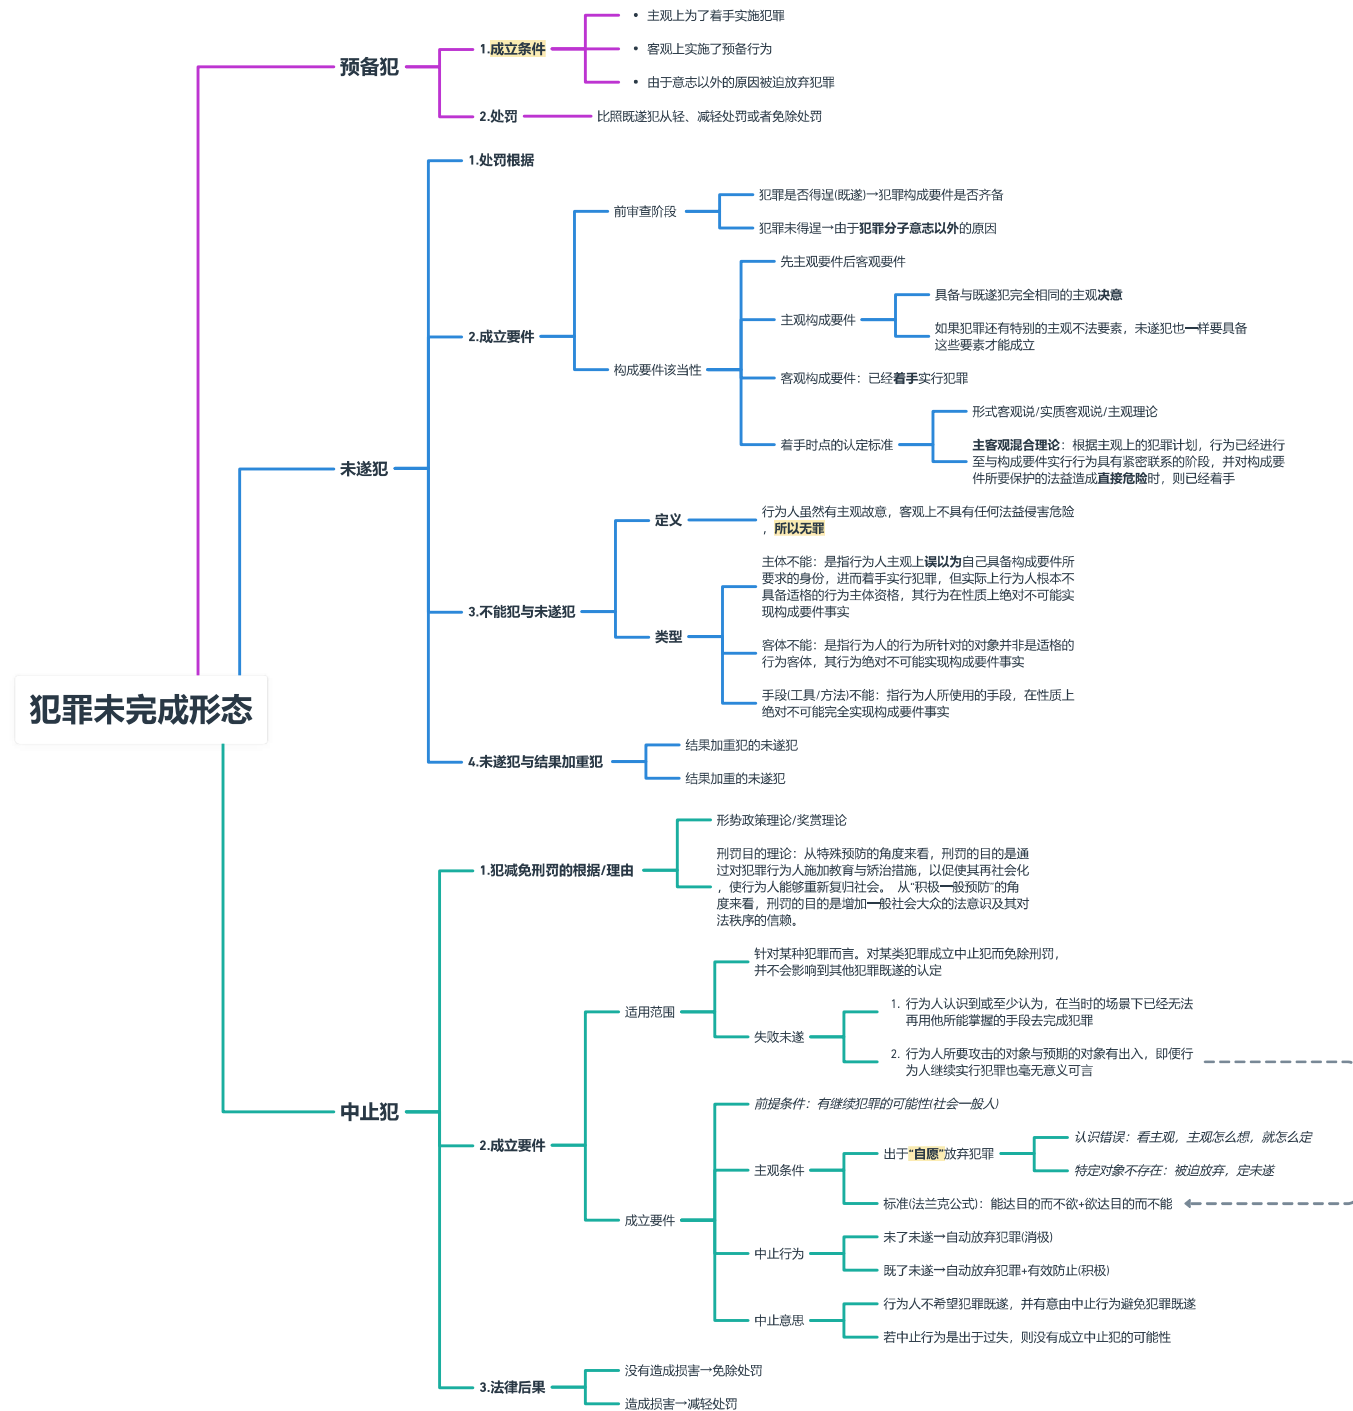 犯罪未完成形态
预备犯
1.成立条件
• 主观上为了着手实施犯罪
• 客观上实施了预备行为
• 由于意志以外的原因被迫放弃犯罪
2.处罚
比照既遂犯从轻、减轻处罚或者免除处罚
未遂犯
1.处罚根据
2.成立要件
前审查阶段
犯罪是否得逞(既遂)→犯罪构成要件是否齐备
犯罪未得逞→由于犯罪分子意志以外的原因
构成要件该当性
先主观要件后客观要件
主观构成要件
具备与既遂犯完全相同的主观决意
如果犯罪还有特别的主观不法要素，未遂犯也一样要具备
这些要素才能成立
客观构成要件：已经着手实行犯罪
着手时点的认定标准
形式客观说/实质客观说/主观理论
主客观混合理论：根据主观上的犯罪计划，行为已经进行
至与构成要件实行行为具有紧密联系的阶段，并对构成要
件所要保护的法益造成直接危险时，则已经着手
3.不能犯与未遂犯
定义
行为人虽然有主观故意，客观上不具有任何法益侵害危险
，所以无罪
类型
主体不能：是指行为人主观上误以为自己具备构成要件所
要求的身份，进而着手实行犯罪，但实际上行为人根本不
具备适格的行为主体资格，其行为在性质上绝对不可能实
现构成要件事实
客体不能：是指行为人的行为所针对的对象并非是适格的
行为客体，其行为绝对不可能实现构成要件事实
手段(工具/方法)不能：指行为人所使用的手段，在性质上
绝对不可能完全实现构成要件事实
4.未遂犯与结果加重犯
结果加重犯的未遂犯
结果加重的未遂犯
中止犯
1.犯减免刑罚的根据/理由
形势政策理论/奖赏理论
刑罚目的理论：从特殊预防的角度来看，刑罚的目的是通
过对犯罪行为人施加教育与矫治措施，以促使其再社会化
，使行为人能够重新复归社会。 从“积极一般预防”的角
度来看，刑罚的目的是增加一般社会大众的法意识及其对
法秩序的信赖。
2.成立要件
适用范围
针对某种犯罪而言。对某类犯罪成立中止犯而免除刑罚，
并不会影响到其他犯罪既遂的认定
失败未遂
1. 行为人认识到或至少认为，在当时的场景下已经无法
再用他所能掌握的手段去完成犯罪
2. 行为人所要攻击的对象与预期的对象有出入，即便行
为人继续实行犯罪也毫无意义可言
成立要件
前提条件：有继续犯罪的可能性(社会一般人)
主观条件
出于“自愿”放弃犯罪
认识错误：看主观，主观怎么想，就怎么定
特定对象不存在：被迫放弃，定未遂
标准(法兰克公式)：能达目的而不欲+欲达目的而不能
中止行为
未了未遂→自动放弃犯罪(消极)
既了未遂→自动放弃犯罪+有效防止(积极)
中止意思
行为人不希望犯罪既遂，并有意由中止行为避免犯罪既遂
若中止行为是出于过失，则没有成立中止犯的可能性
3.法律后果
没有造成损害→免除处罚
造成损害→减轻处罚